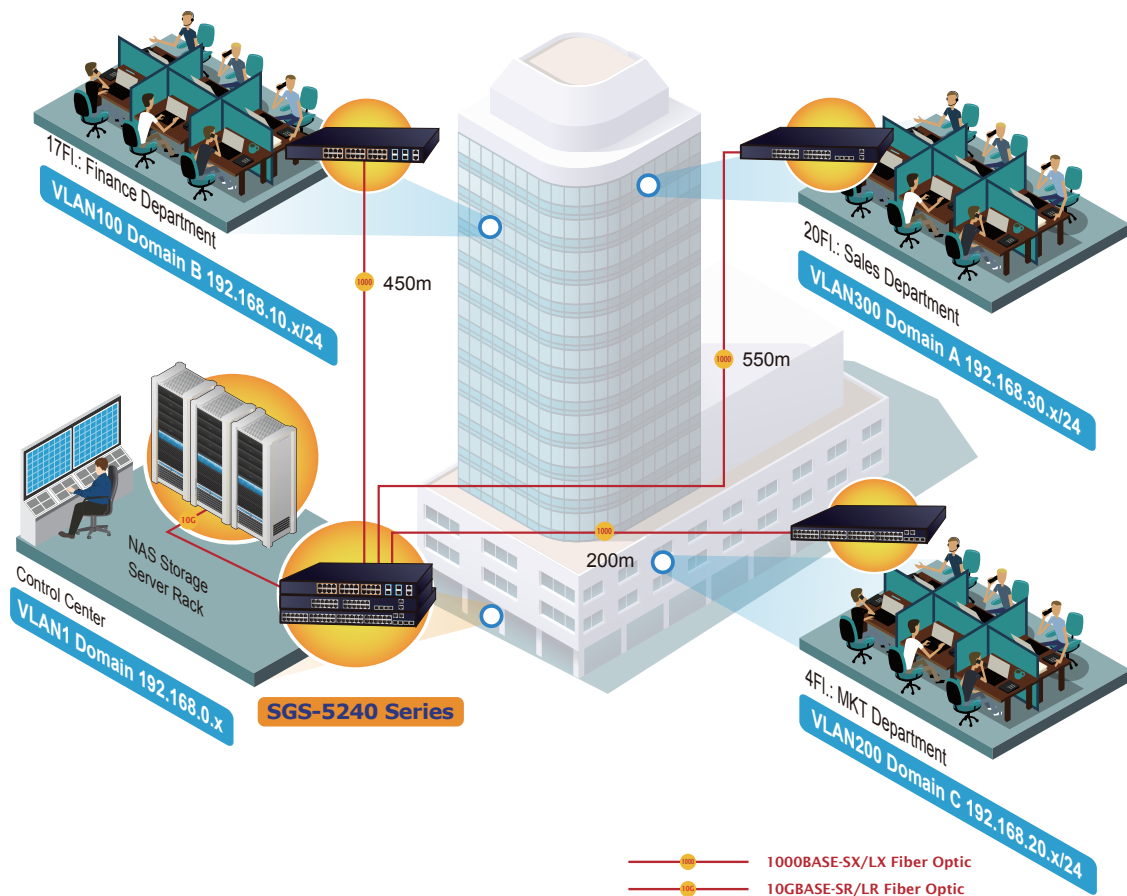 17Fl.: Finance Department
VLAN100 Domain B 192.168.10.x/24
1000
450m
20Fl.: Sales Department
VLAN300 Domain A 192.168.30.x/24
1000
550m
10G
NAS Storage
Server Rack
Control Center
VLAN1 Domain 192.168.0.x
SGS-5240 Series
1000
200m
4Fl.: MKT Department
VLAN200 Domain C 192.168.20.x/24
1000 1000BASE-SX/LX Fiber Optic
10G 10GBASE-SR/LR Fiber Optic